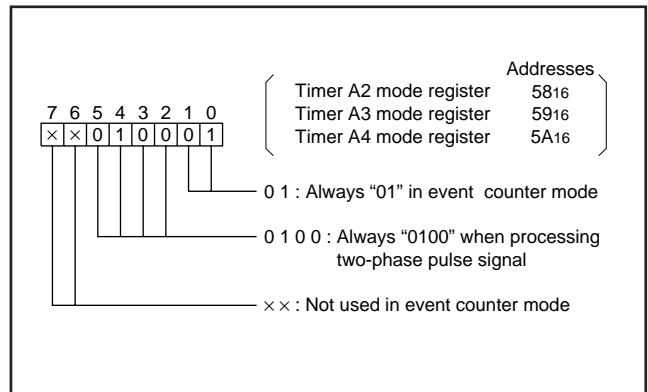 Addresses
Timer A2 mode register 5816
Timer A3 mode register 5916
Timer A4 mode register 5A16
7 6 5 4 3 2 1 0
× × 0 1 0 0 0 1
0 1 : Always “01” in event counter mode
0 1 0 0 : Always “0100” when processing
two-phase pulse signal
× × : Not used in event counter mode